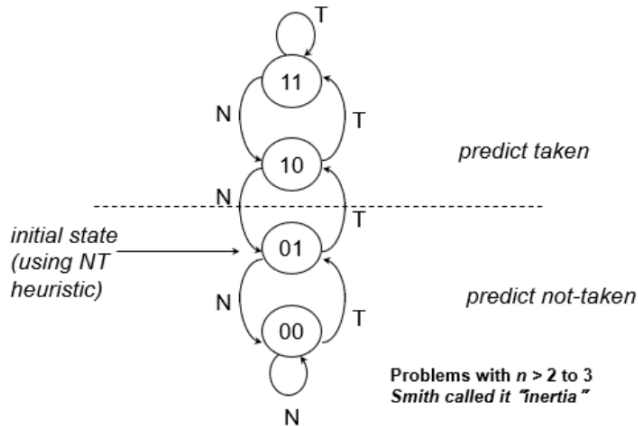 T
11
N
T
10
predict taken
N
T
initial state
(using NT
heuristic)
01
N
T
predict not-taken
00
N
Problems with n > 2 to 3
Smith called it "inertia"